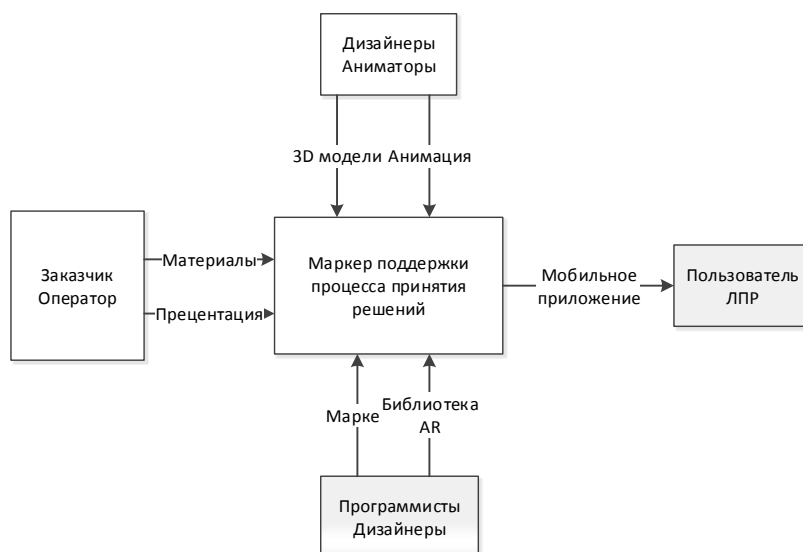 Дизайнеры
Аниматоры
3D модели Анимация
Заказчик
Оператор
Материалы
Прецентация
Маркер поддержки
процесса принятия
решений
Мобильное
приложение
Пользователь
ЛПР
Марке
Библиотека
AR
Программисты
Дизайнеры